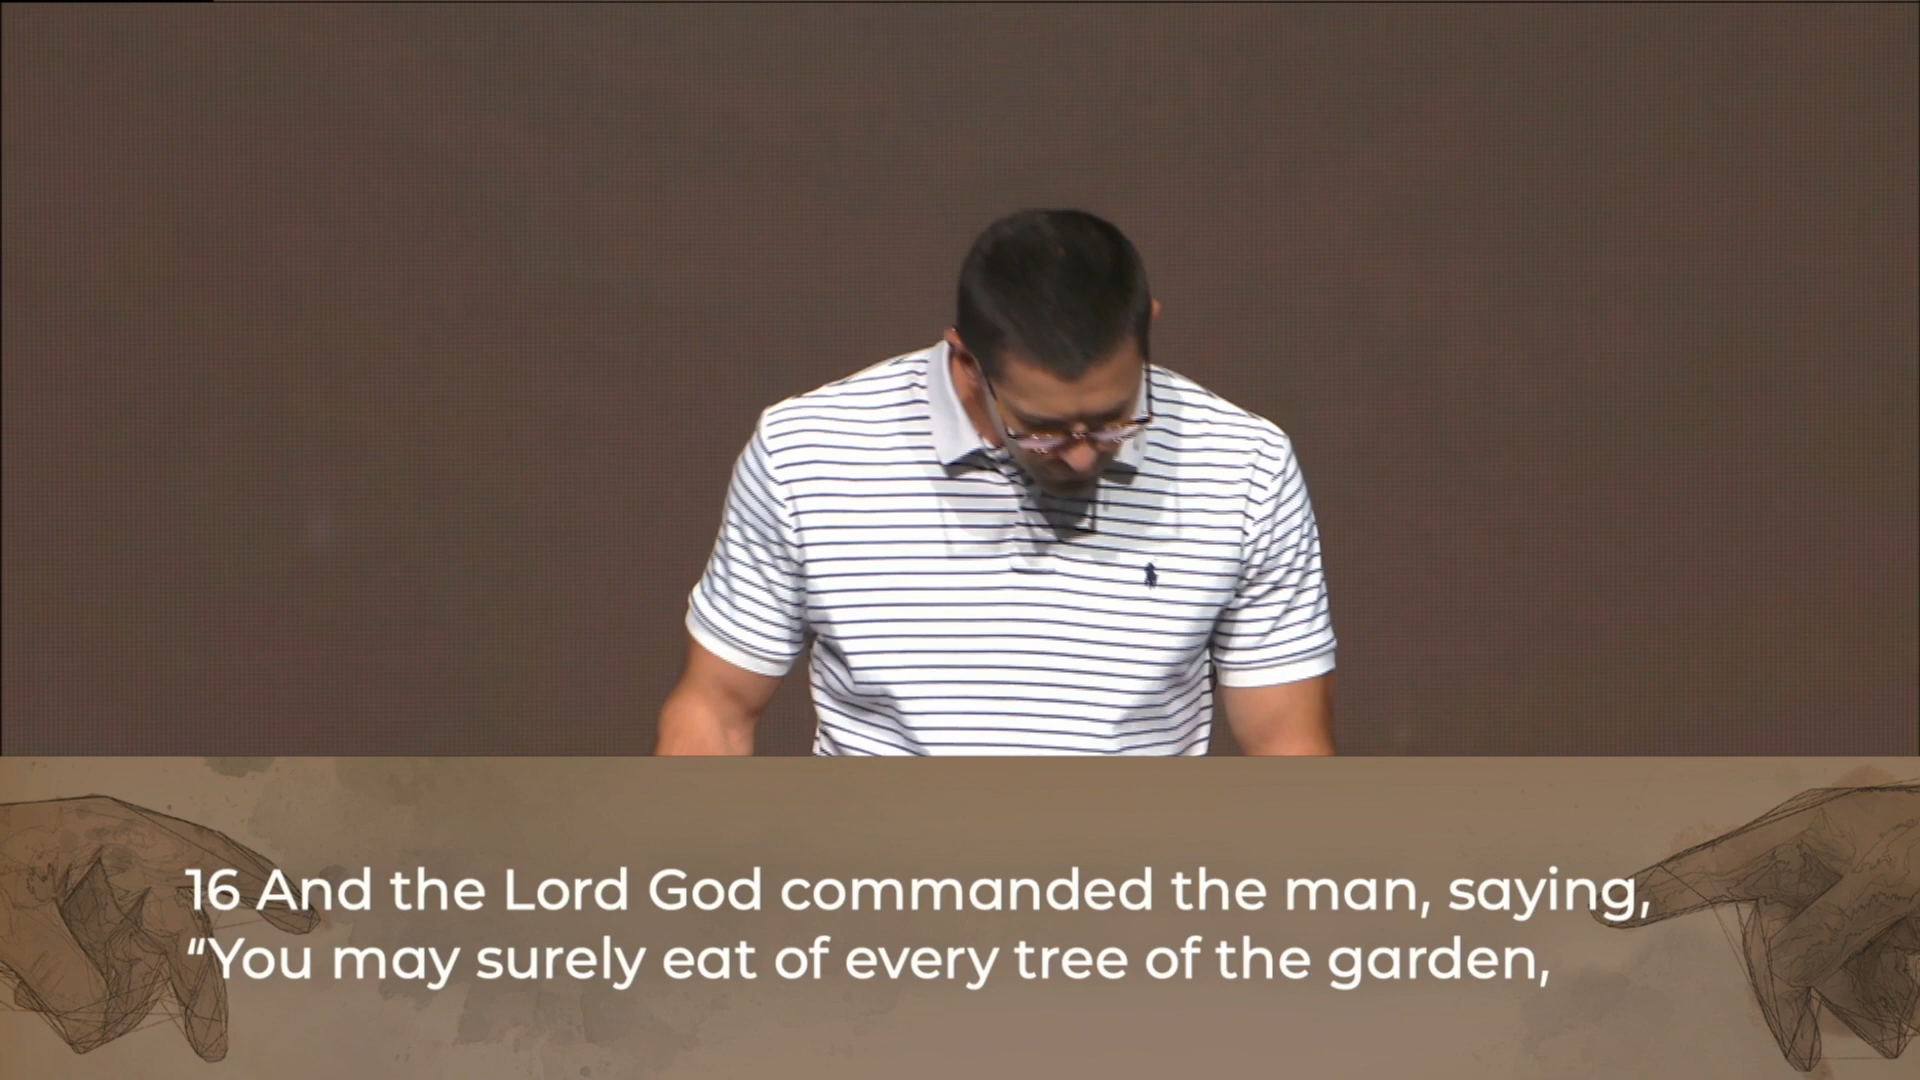 16 And the Lord God commanded the man, saying,
“You may surely eat of every tree of the garden,